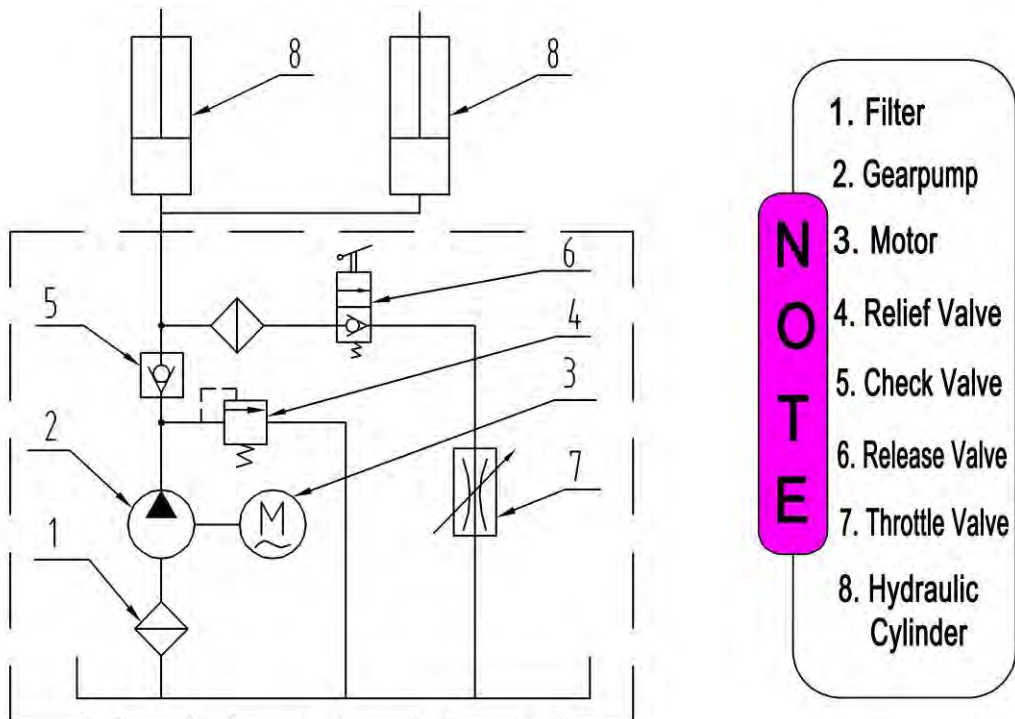 8
8
6
5
4
3
2
7
1
M
NOTE
1. Filter
2. Gearpump
3. Motor
4. Relief Valve
5. Check Valve
6. Release Valve
7. Throttle Valve
8. Hydraulic
Cylinder